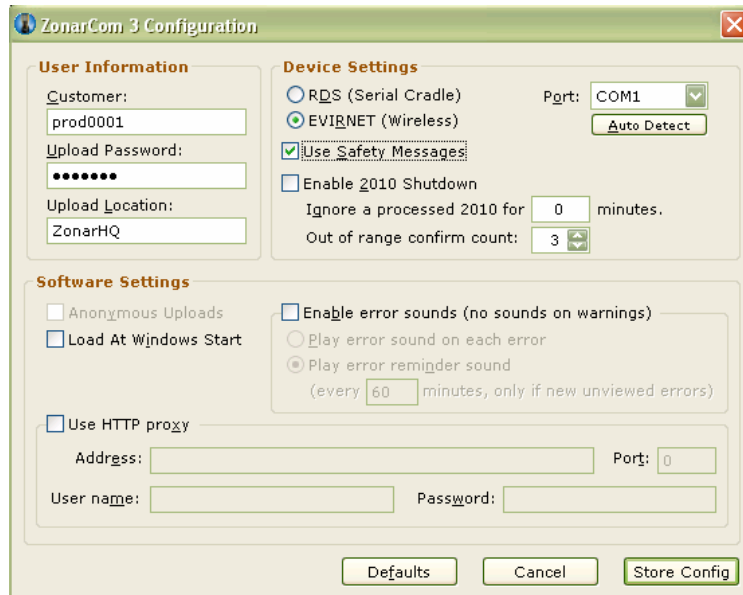 ZonarCom 3 Configuration
User Information
Customer:
prod0001
Upload Password:
•••••••
Upload Location:
ZonarHQ
Device Settings
RDS (Serial Cradle)
EVIRNET (Wireless)
Port: COM1
Auto Detect
Use Safety Messages
Enable 2010 Shutdown
Ignore a processed 2010 for 0 minutes.
Out of range confirm count: 3
Software Settings
Anonymous Uploads
Load At Windows Start
Enable error sounds (no sounds on warnings)
Play error sound on each error
Play error reminder sound
(every 60 minutes, only if new unviewed errors)
Use HTTP proxy
Address: Port: 0
User name: Password:
Defaults Cancel Store Config